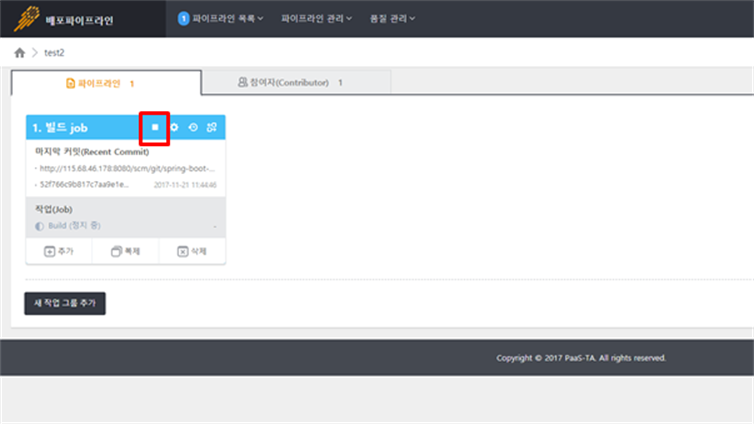 배포파이프라인
1 파이프라인 목록 파이프라인 관리 품질 관리
test2
파이프라인 1
참여자(Contributor) 1
1. 빌드 job
마지막 커밋(Recent Commit)
- http://115.68.46.178:8080/scm/git/spring-boot-...
- 52f766c9b817c7aa9e1e... 2017-11-21 11:44:46
작업(Job)
Build (정지 중) -
추가 복제 삭제
새 작업 그룹 추가
Copyright © 2017 PaaS-TA. All rights reserved.